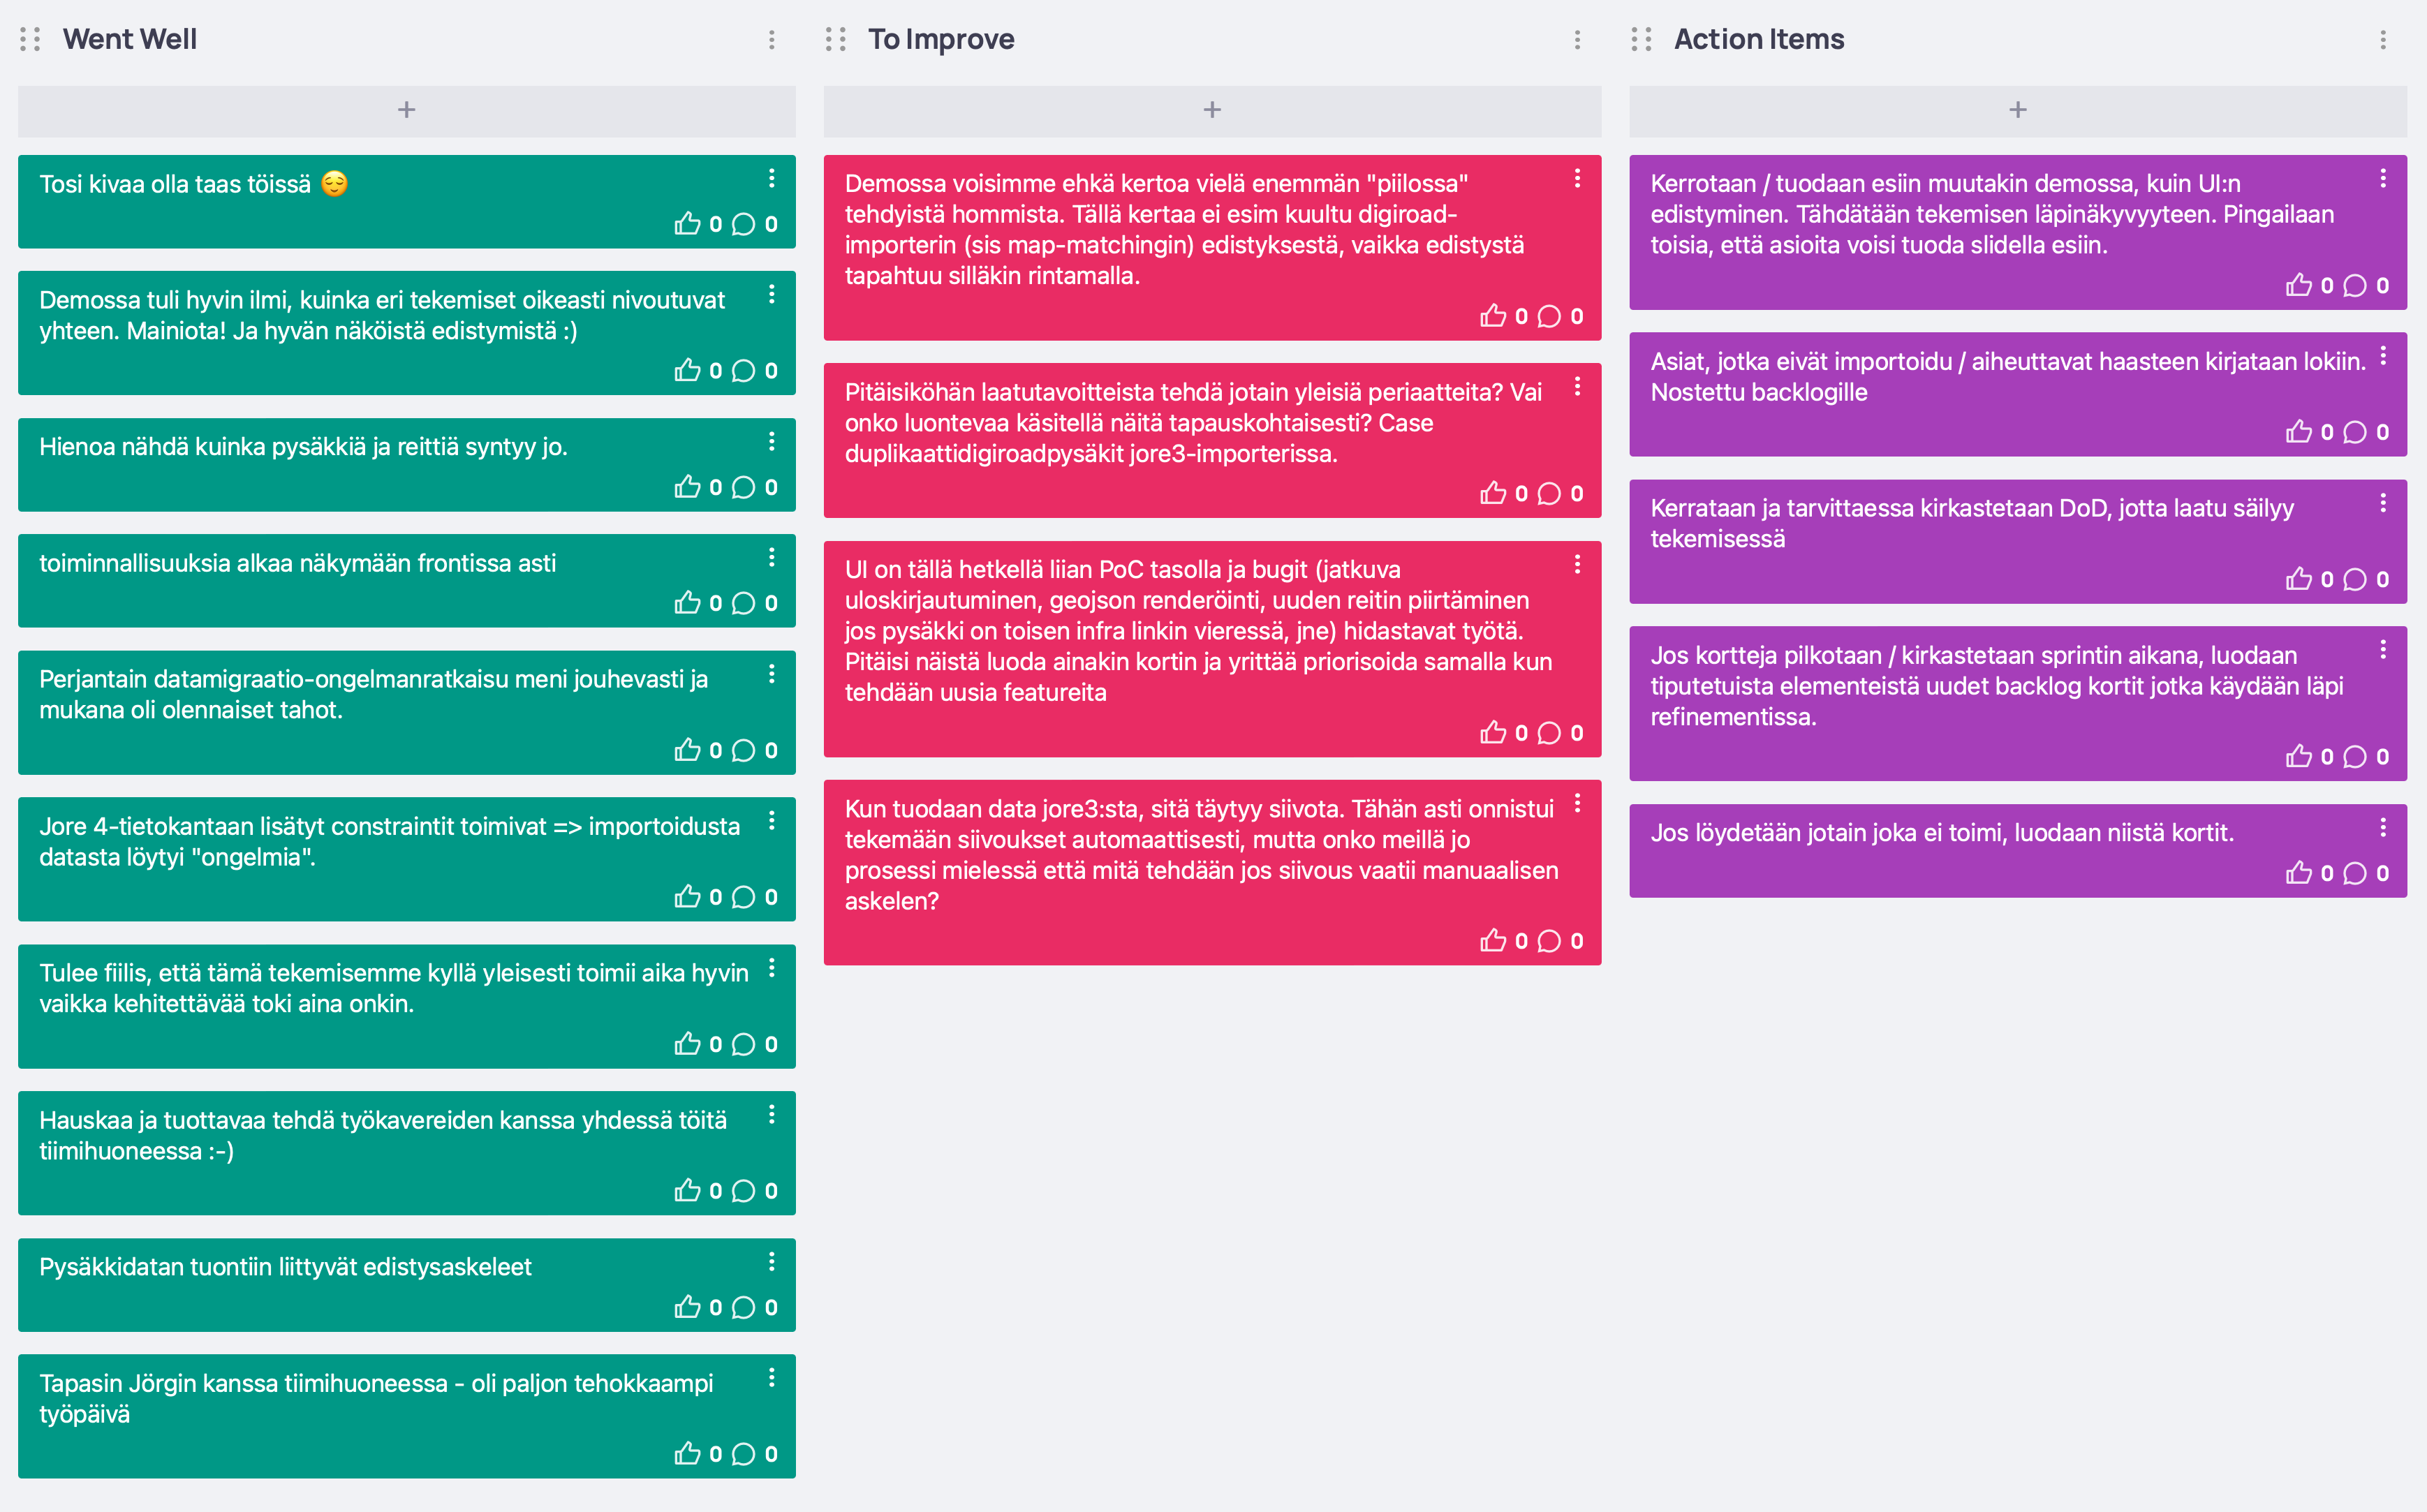 Went Well
+
Tosi kivaa olla taas töissä 😌
0 0
Demossa tuli hyvin ilmi, kuinka eri tekemiset oikeasti nivoutuvat
yhteen. Mainiota! Ja hyvän näköistä edistymistä :)
0 0
Hienoa nähdä kuinka pysäkkiä ja reittiä syntyy jo.
0 0
toiminnallisuuksia alkaa näkymään frontissa asti
0 0
Perjantain datamigraatio-ongelmanratkaisu meni jouhevasti ja
mukana oli olennaiset tahot.
0 0
Jore 4-tietokantaan lisätyt constraintit toimivat => importoidusta
datasta löytyi "ongelmia".
0 0
Tulee fiilis, että tämä tekemisemme kyllä yleisesti toimii aika hyvin
vaikka kehitettävää toki aina onkin.
0 0
Hauskaa ja tuottavaa tehdä työkavereiden kanssa yhdessä töitä
tiimihuoneessa :-)
0 0
Pysäkkidatan tuontiin liittyvät edistysaskeleet
0 0
Tapasin Jörgin kanssa tiimihuoneessa - oli paljon tehokkaampi
työpäivä
0 0
To Improve
+
Demossa voisimme ehkä kertoa vielä enemmän "piilossa"
tehdyistä hommista. Tällä kertaa ei esim kuultu digiroad-
importerin (sis map-matchingin) edistyksestä, vaikka edistystä
tapahtuu silläkin rintamalla.
0 0
Pitäisiköhän laatutavoitteista tehdä jotain yleisiä periaatteita? Vai
onko luontevaa käsitellä näitä tapauskohtaisesti? Case
duplikaattidigiroadpysäkit jore3-importerissa.
0 0
UI on tällä hetkellä liian PoC tasolla ja bugit (jatkuva
uloskirjautuminen, geojson renderöinti, uuden reitin piirtäminen
jos pysäkki on toisen infra linkin vieressä, jne) hidastavat työtä.
Pitäisi näistä luoda ainakin kortin ja yrittää priorisoida samalla kun
tehdään uusia featureita
0 0
Kun tuodaan data jore3:sta, sitä täytyy siivota. Tähän asti onnistui
tekemään siivoukset automaattisesti, mutta onko meillä jo
prosessi mielessä että mitä tehdään jos siivous vaatii manuaalisen
askelen?
0 0
Action Items
+
Kerrotaan / tuodaan esiin muutakin demossa, kuin UI:n
edistyminen. Tähdätään tekemisen läpinäkyvyyteen. Pingailaan
toisia, että asioita voisi tuoda slidella esiin.
0 0
Asiat, jotka eivät importoidu / aiheuttavat haasteen kirjataan lokiin.
Nostettu backlogille
0 0
Kerrataan ja tarvittaessa kirkastetaan DoD, jotta laatu säilyy
tekemisessä
0 0
Jos kortteja pilkotaan / kirkastetaan sprintin aikana, luodaan
tiputetuista elementeistä uudet backlog kortit jotka käydään läpi
refinementissa.
0 0
Jos löydetään jotain joka ei toimi, luodaan niistä kortit.
0 0